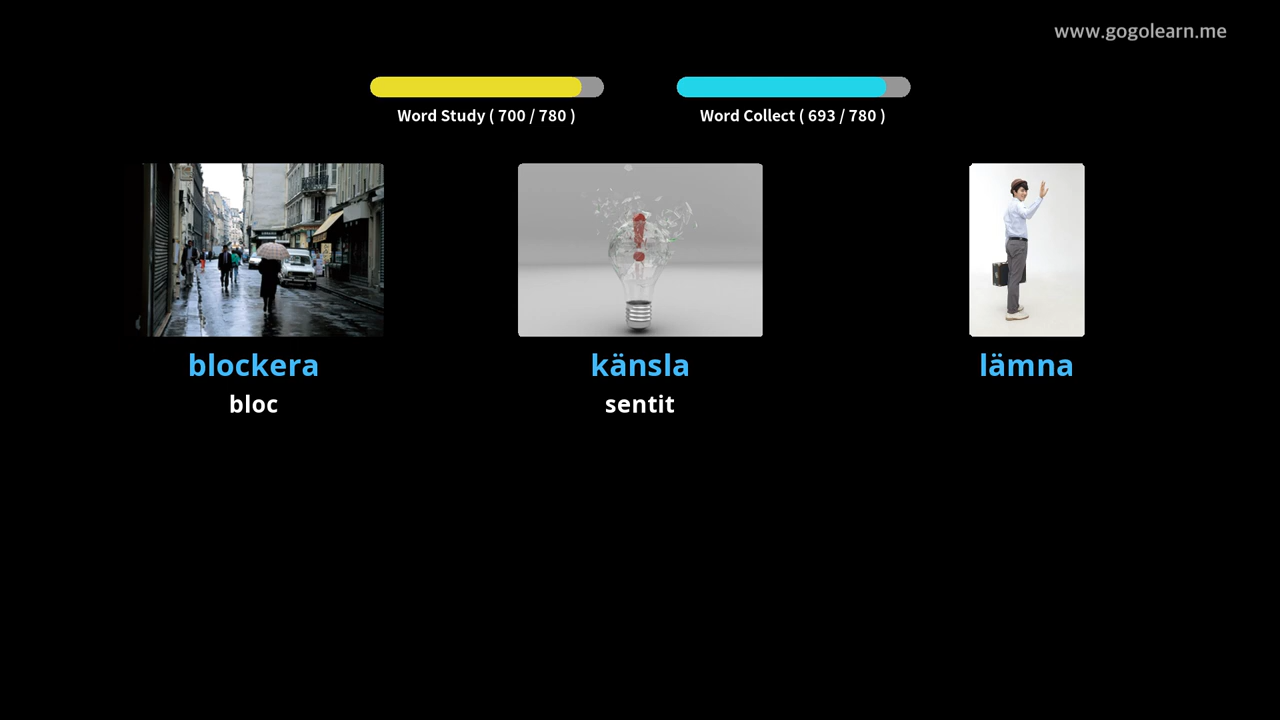 www.gogolearn.me
Word Study ( 700 / 780 )
Word Collect ( 693 / 780 )
blockera
bloc
känsla
sentit
lämna